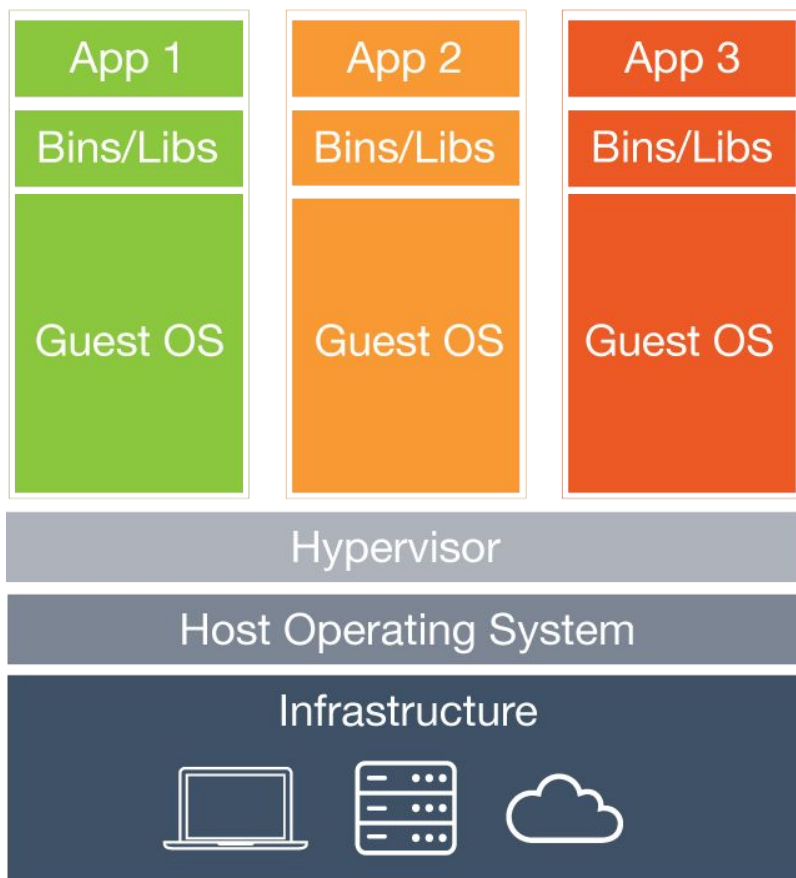 App 1
App 2
App 3
Bins/Libs
Bins/Libs
Bins/Libs
Guest OS
Guest OS
Guest OS
Hypervisor
Host Operating System
Infrastructure